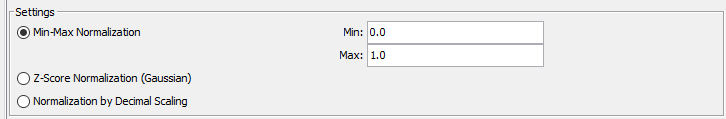 Settings
Min-Max Normalization Min: 0.0
Max: 1.0
Z-Score Normalization (Gaussian)
Normalization by Decimal Scaling